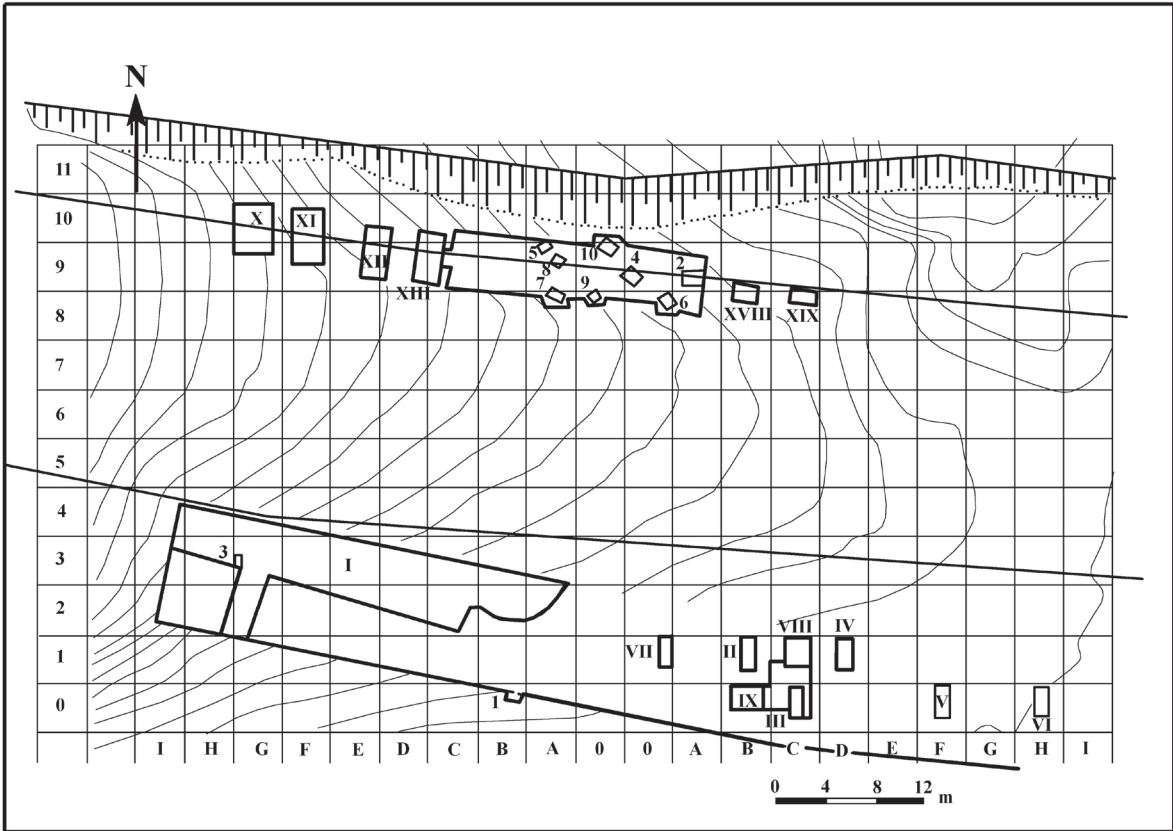 N
11
10 X XI
9 XII XIII 5 8 10 4 2
7 9 6 XVIII XIX
8
7
6
5
4
3 3 I
2
VIII IV
1 VII II
0 1 IX III V VI
I H G F E D C B A 0 0 A B C D E F G H I
0 4 8 12 m